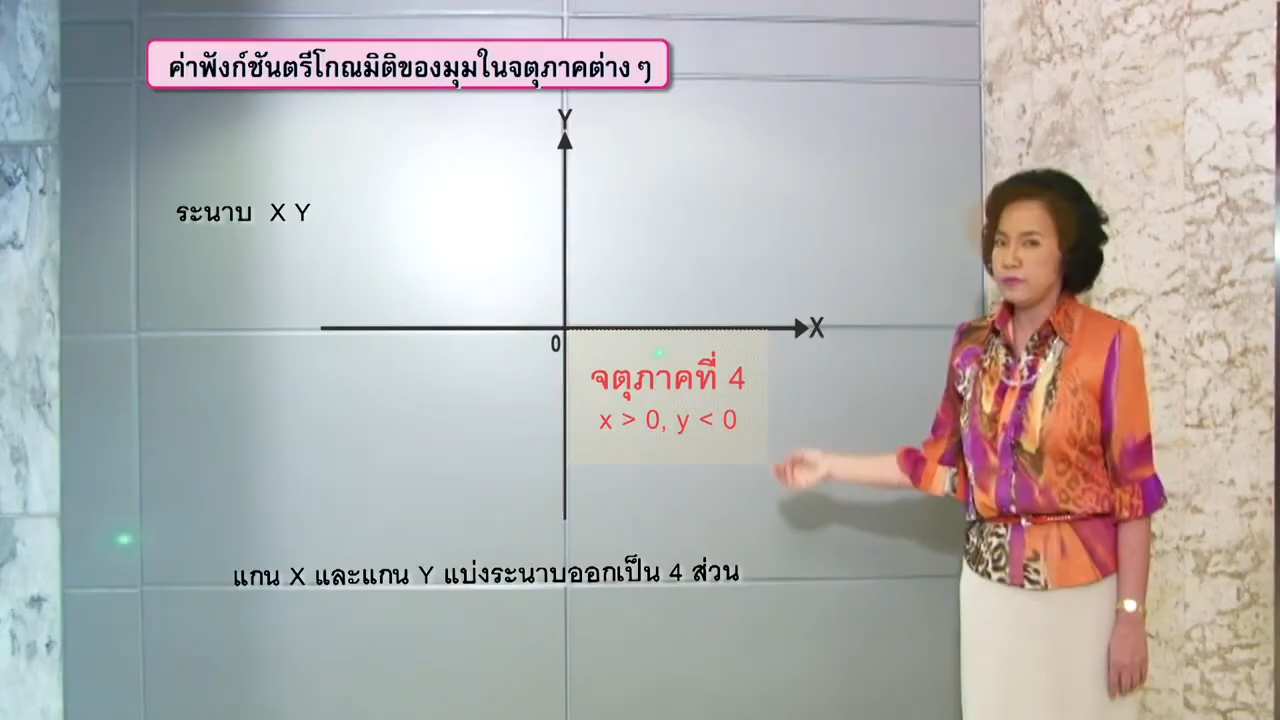 ค่าฟังก์ชันตรีโกณมิติของมุมในจตุภาคต่าง ๆ
Y
ระนาบ X Y
X
0
จตุภาคที่ 4
x > 0, y < 0
แกน X และแกน Y แบ่งระนาบออกเป็น 4 ส่วน